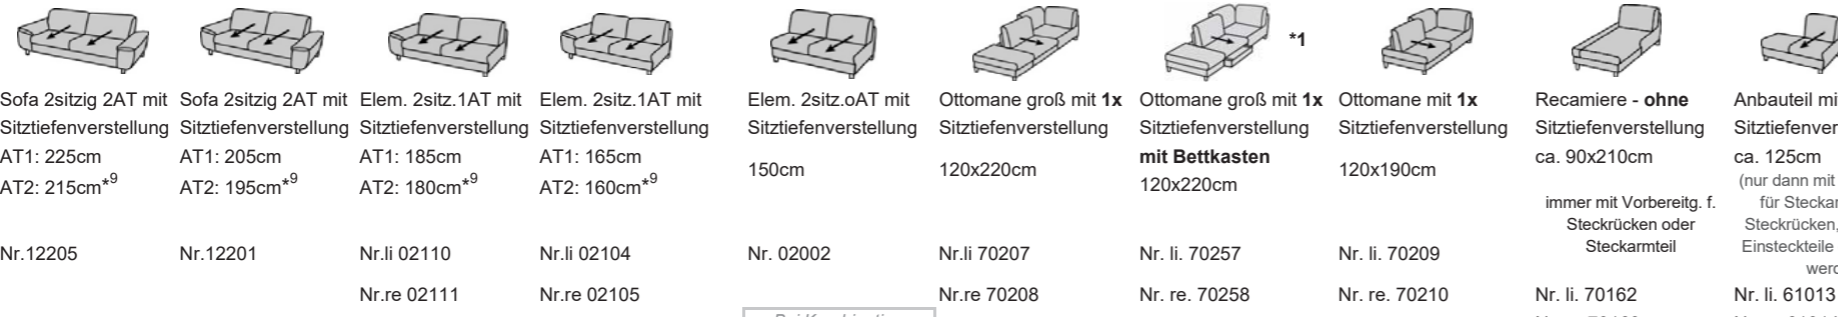 *1
Sofa 2sitzig 2AT mit
Sitztiefenverstellung
AT1: 225cm
AT2: 215cm*9
Nr.12205
Sofa 2sitzig 2AT mit
Sitztiefenverstellung
AT1: 205cm
AT2: 195cm*9
Nr.12201
Elem. 2sitz.1AT mit
Sitztiefenverstellung
AT1: 185cm
AT2: 180cm*9
Nr.li 02110
Nr.re 02111
Elem. 2sitz.1AT mit
Sitztiefenverstellung
AT1: 165cm
AT2: 160cm*9
Nr.li 02104
Nr.re 02105
Elem. 2sitz.oAT mit
Sitztiefenverstellung
150cm
Nr. 02002
Ottomane groß mit 1x
Sitztiefenverstellung
120x220cm
Nr.li 70207
Nr.re 70208
Ottomane groß mit 1x
Sitztiefenverstellung
mit Bettkasten
120x220cm
Nr. li. 70257
Nr. re. 70258
Ottomane mit 1x
Sitztiefenverstellung
120x190cm
Nr. li. 70209
Nr. re. 70210
Recamiere - ohne
Sitztiefenverstellung
ca. 90x210cm
immer mit Vorbereitg. f.
Steckrücken oder
Steckarmteil
Nr. li. 70162
Anbauteil mi
Sitztiefenver
ca. 125cm
(nur dann mit
für Steckar
Steckrücken,
Einsteckteile
werd
Nr. li. 61013